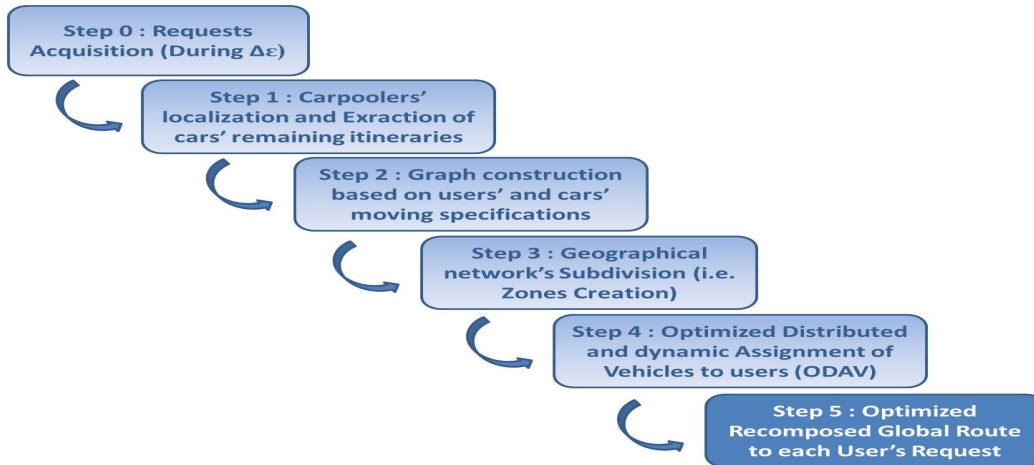 Step 0 : Requests
Acquisition (During Δε)
Step 1 : Carpoolers'
localization and Exraction of
cars' remaining itineraries
Step 2 : Graph construction
based on users' and cars'
moving specifications
Step 3 : Geographical
network's Subdivision (i.e.
Zones Creation)
Step 4 : Optimized Distributed
and dynamic Assignment of
Vehicles to users (ODAV)
Step 5 : Optimized
Recomposed Global Route
to each User's Request